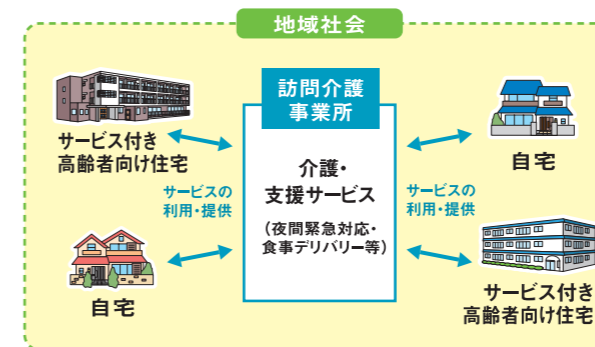 地域社会
訪問介護
事業所
サービス付き
高齢者向け住宅
介護・
支援サービス
(夜間緊急対応・
食事デリバリー等)
自宅
サービスの
利用・提供
サービスの
利用・提供
自宅
サービス付き
高齢者向け住宅